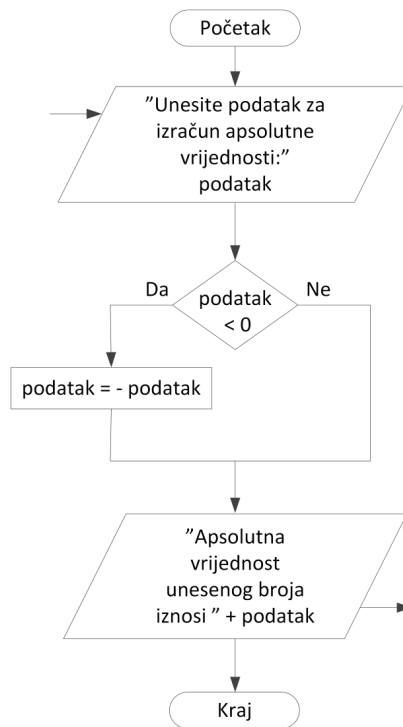 Početak
”Unesite podatak za
izračun apsolutne
vrijednosti:”
podatak
Da
Ne
podatak
< 0
podatak = - podatak
”Apsolutna
vrijednost
unesenog broja
iznosi ” + podatak
Kraj